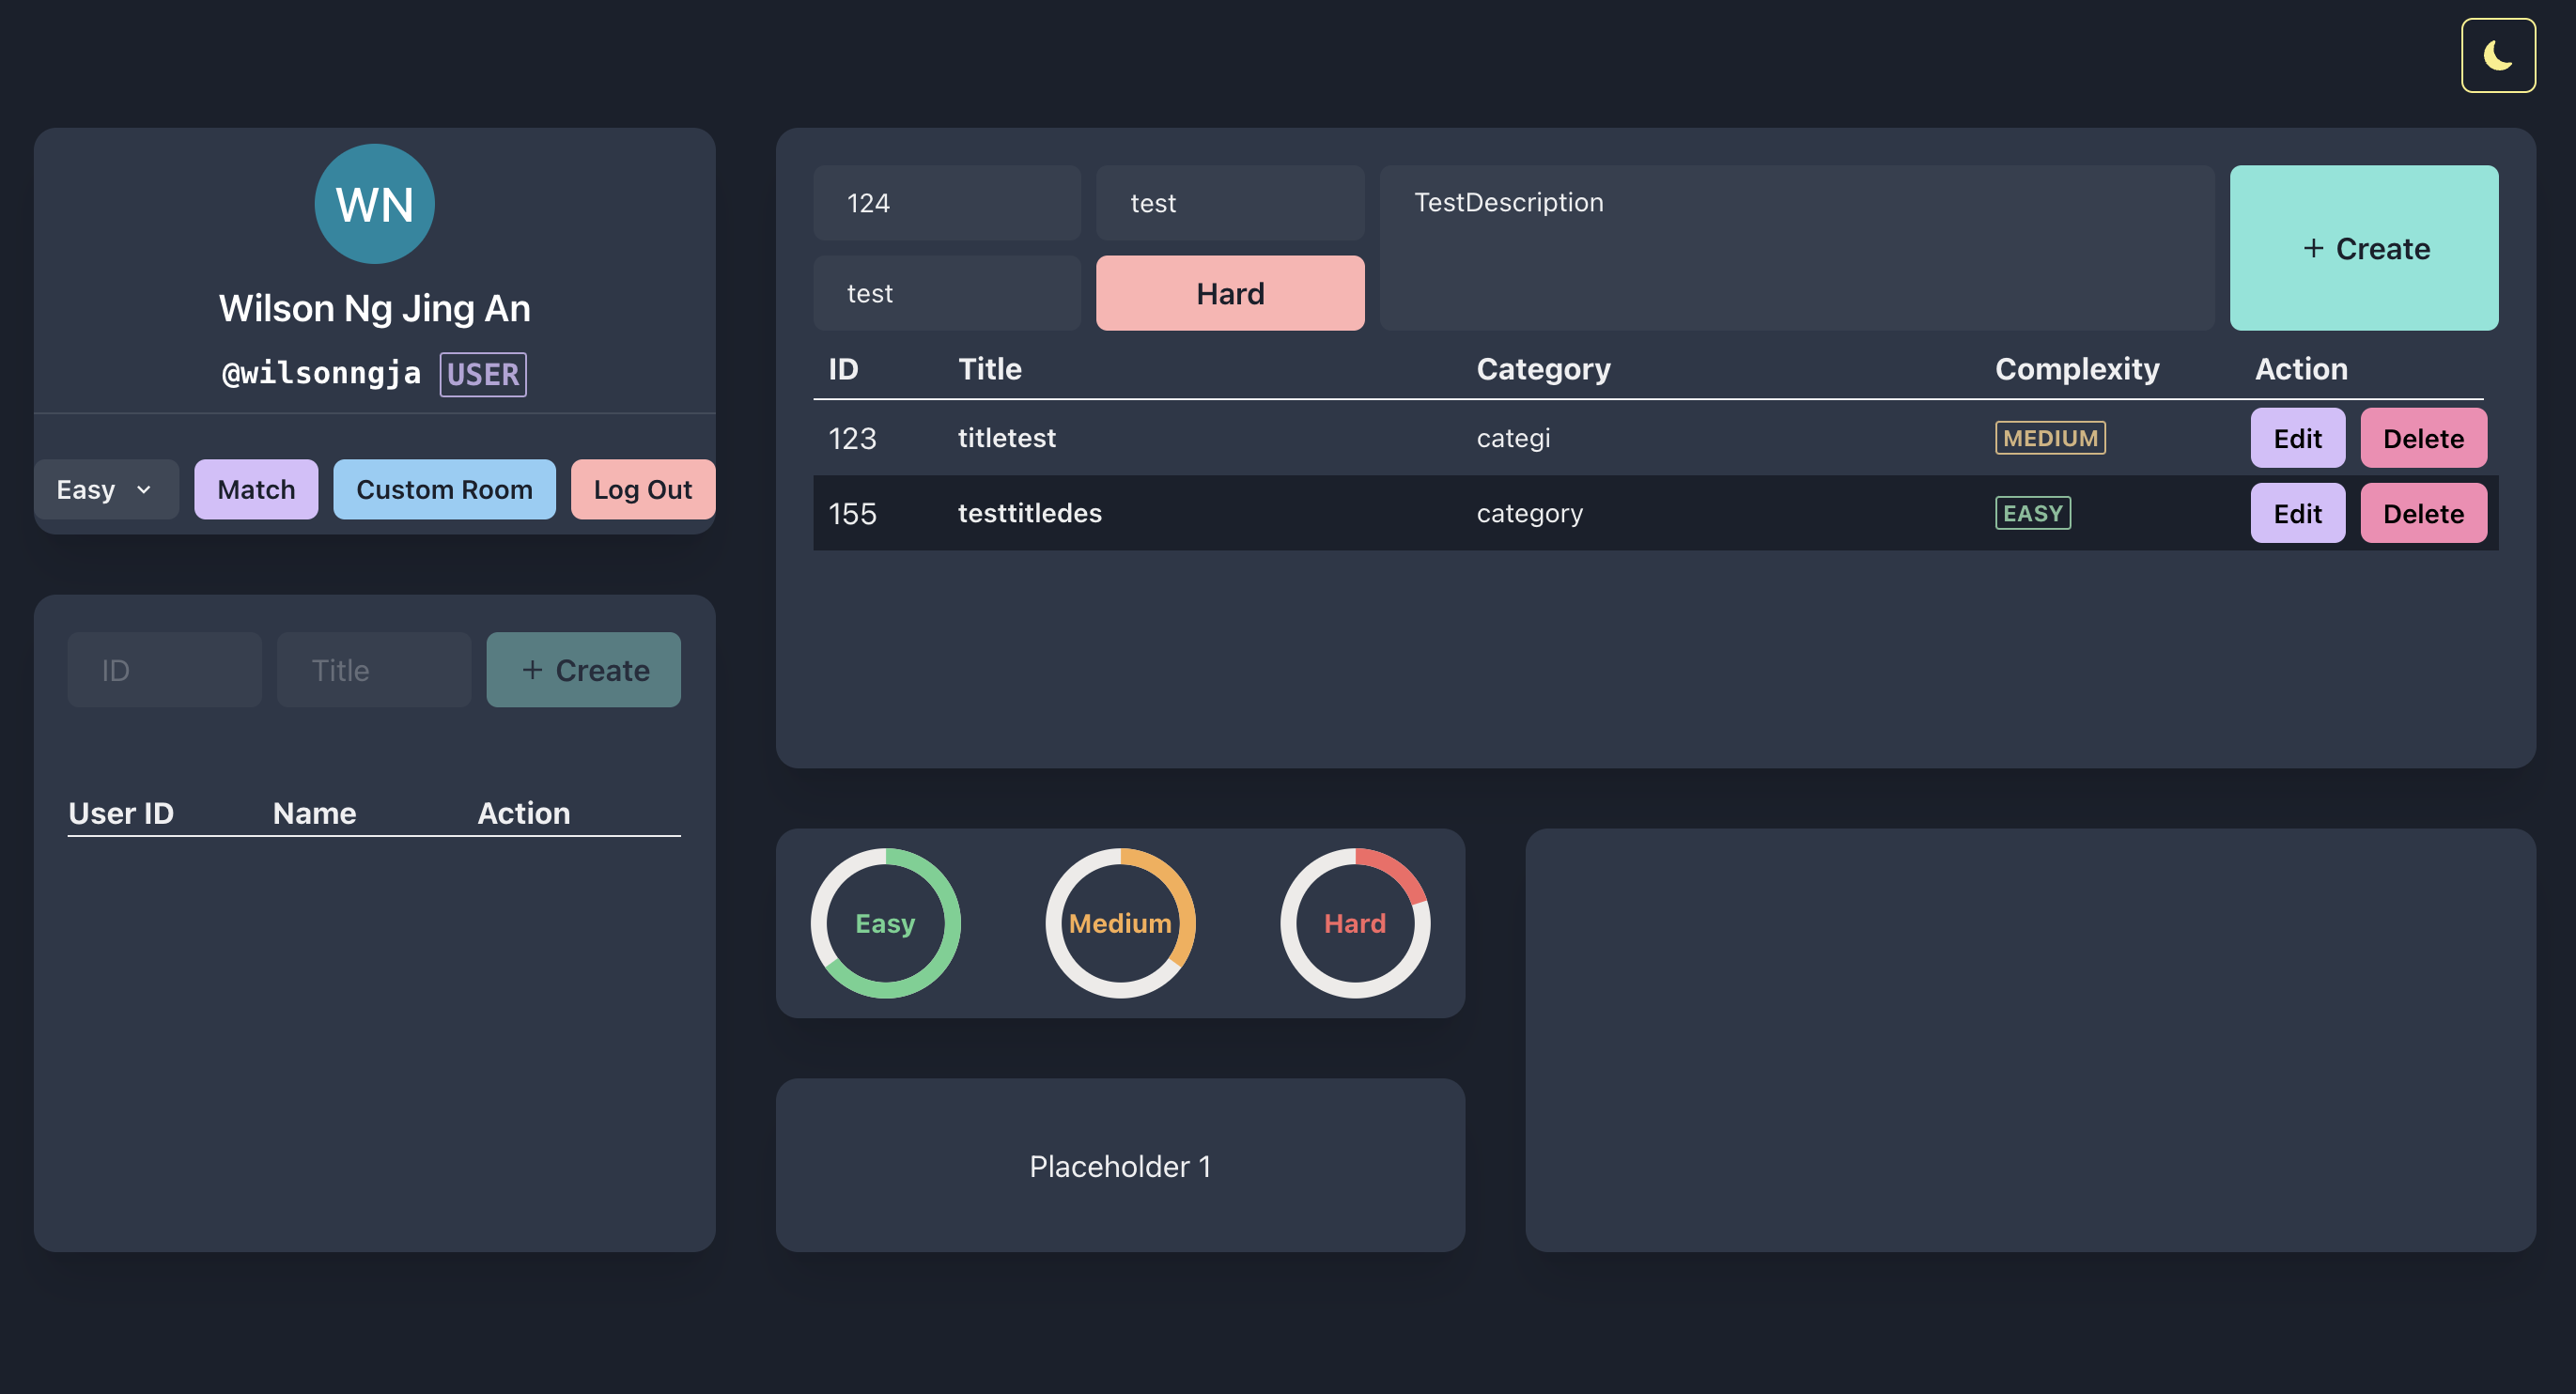 WN
Wilson Ng Jing An
@wilsonngja USER
Easy Match Custom Room Log Out
ID Title + Create
User ID Name Action
124 test TestDescription
+ Create
test Hard
ID Title Category Complexity Action
123 titletest categi MEDIUM Edit Delete
155 testtitledes category EASY Edit Delete
Easy Medium Hard
Placeholder 1